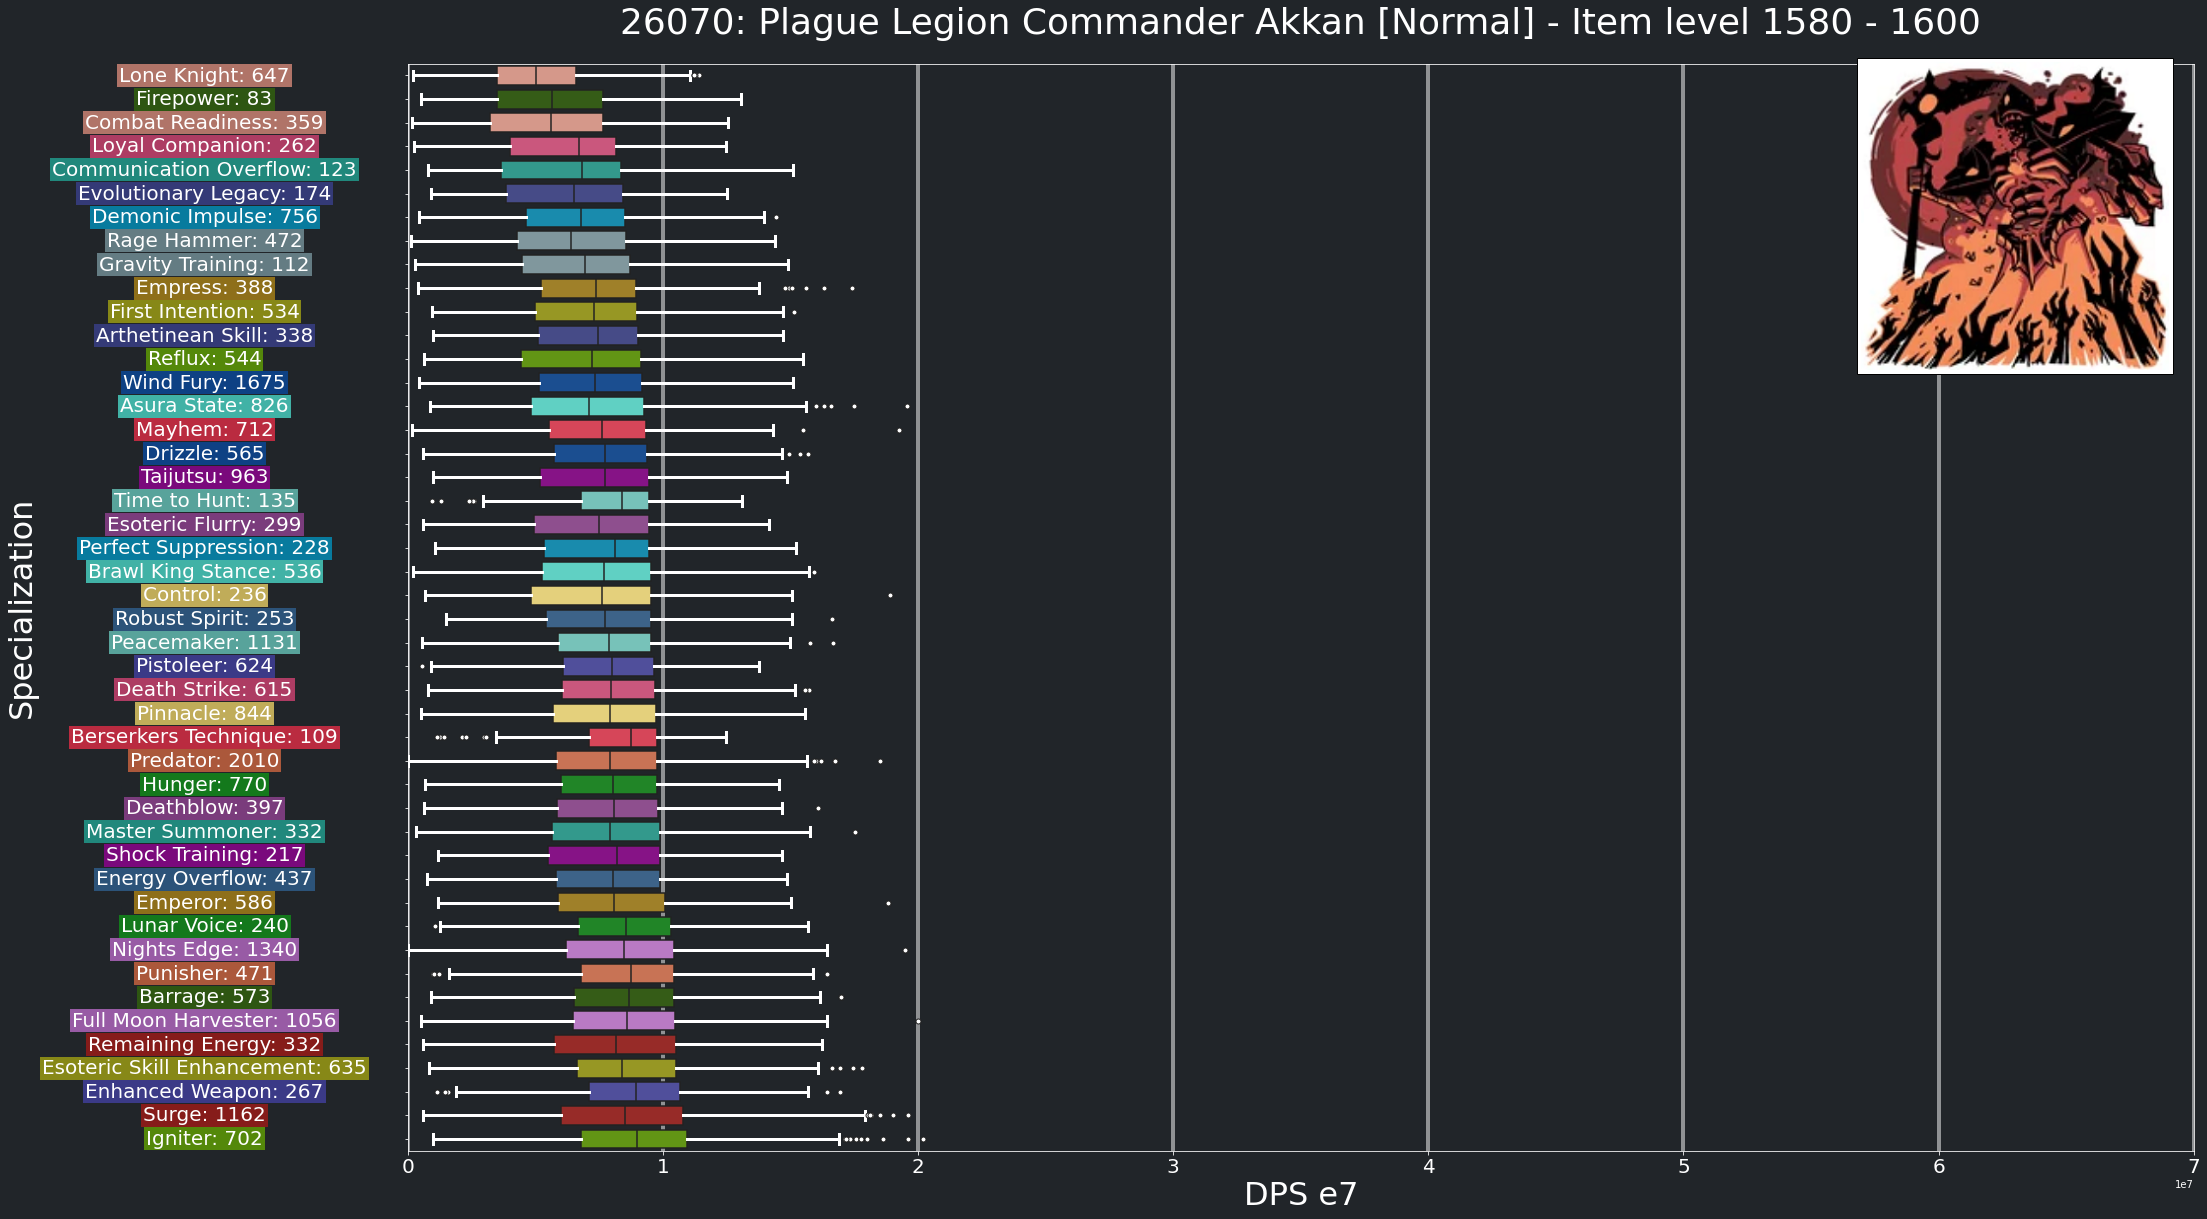 26070: Plague Legion Commander Akkan [Normal] - Item level 1580 - 1600
Specialization
Lone Knight: 647
Firepower: 83
Combat Readiness: 359
Loyal Companion: 262
Communication Overflow: 123
Evolutionary Legacy: 174
Demonic Impulse: 756
Rage Hammer: 472
Gravity Training: 112
Empress: 388
First Intention: 534
Arthetinean Skill: 338
Reflux: 544
Wind Fury: 1675
Asura State: 826
Mayhem: 712
Drizzle: 565
Taijutsu: 963
Time to Hunt: 135
Esoteric Flurry: 299
Perfect Suppression: 228
Brawl King Stance: 536
Control: 236
Robust Spirit: 253
Peacemaker: 1131
Pistoleer: 624
Death Strike: 615
Pinnacle: 844
Berserkers Technique: 109
Predator: 2010
Hunger: 770
Deathblow: 397
Master Summoner: 332
Shock Training: 217
Energy Overflow: 437
Emperor: 586
Lunar Voice: 240
Nights Edge: 1340
Punisher: 471
Barrage: 573
Full Moon Harvester: 1056
Remaining Energy: 332
Esoteric Skill Enhancement: 635
Enhanced Weapon: 267
Surge: 1162
Igniter: 702
0 1 2 3 4 5 6 7
1e7
DPS e7